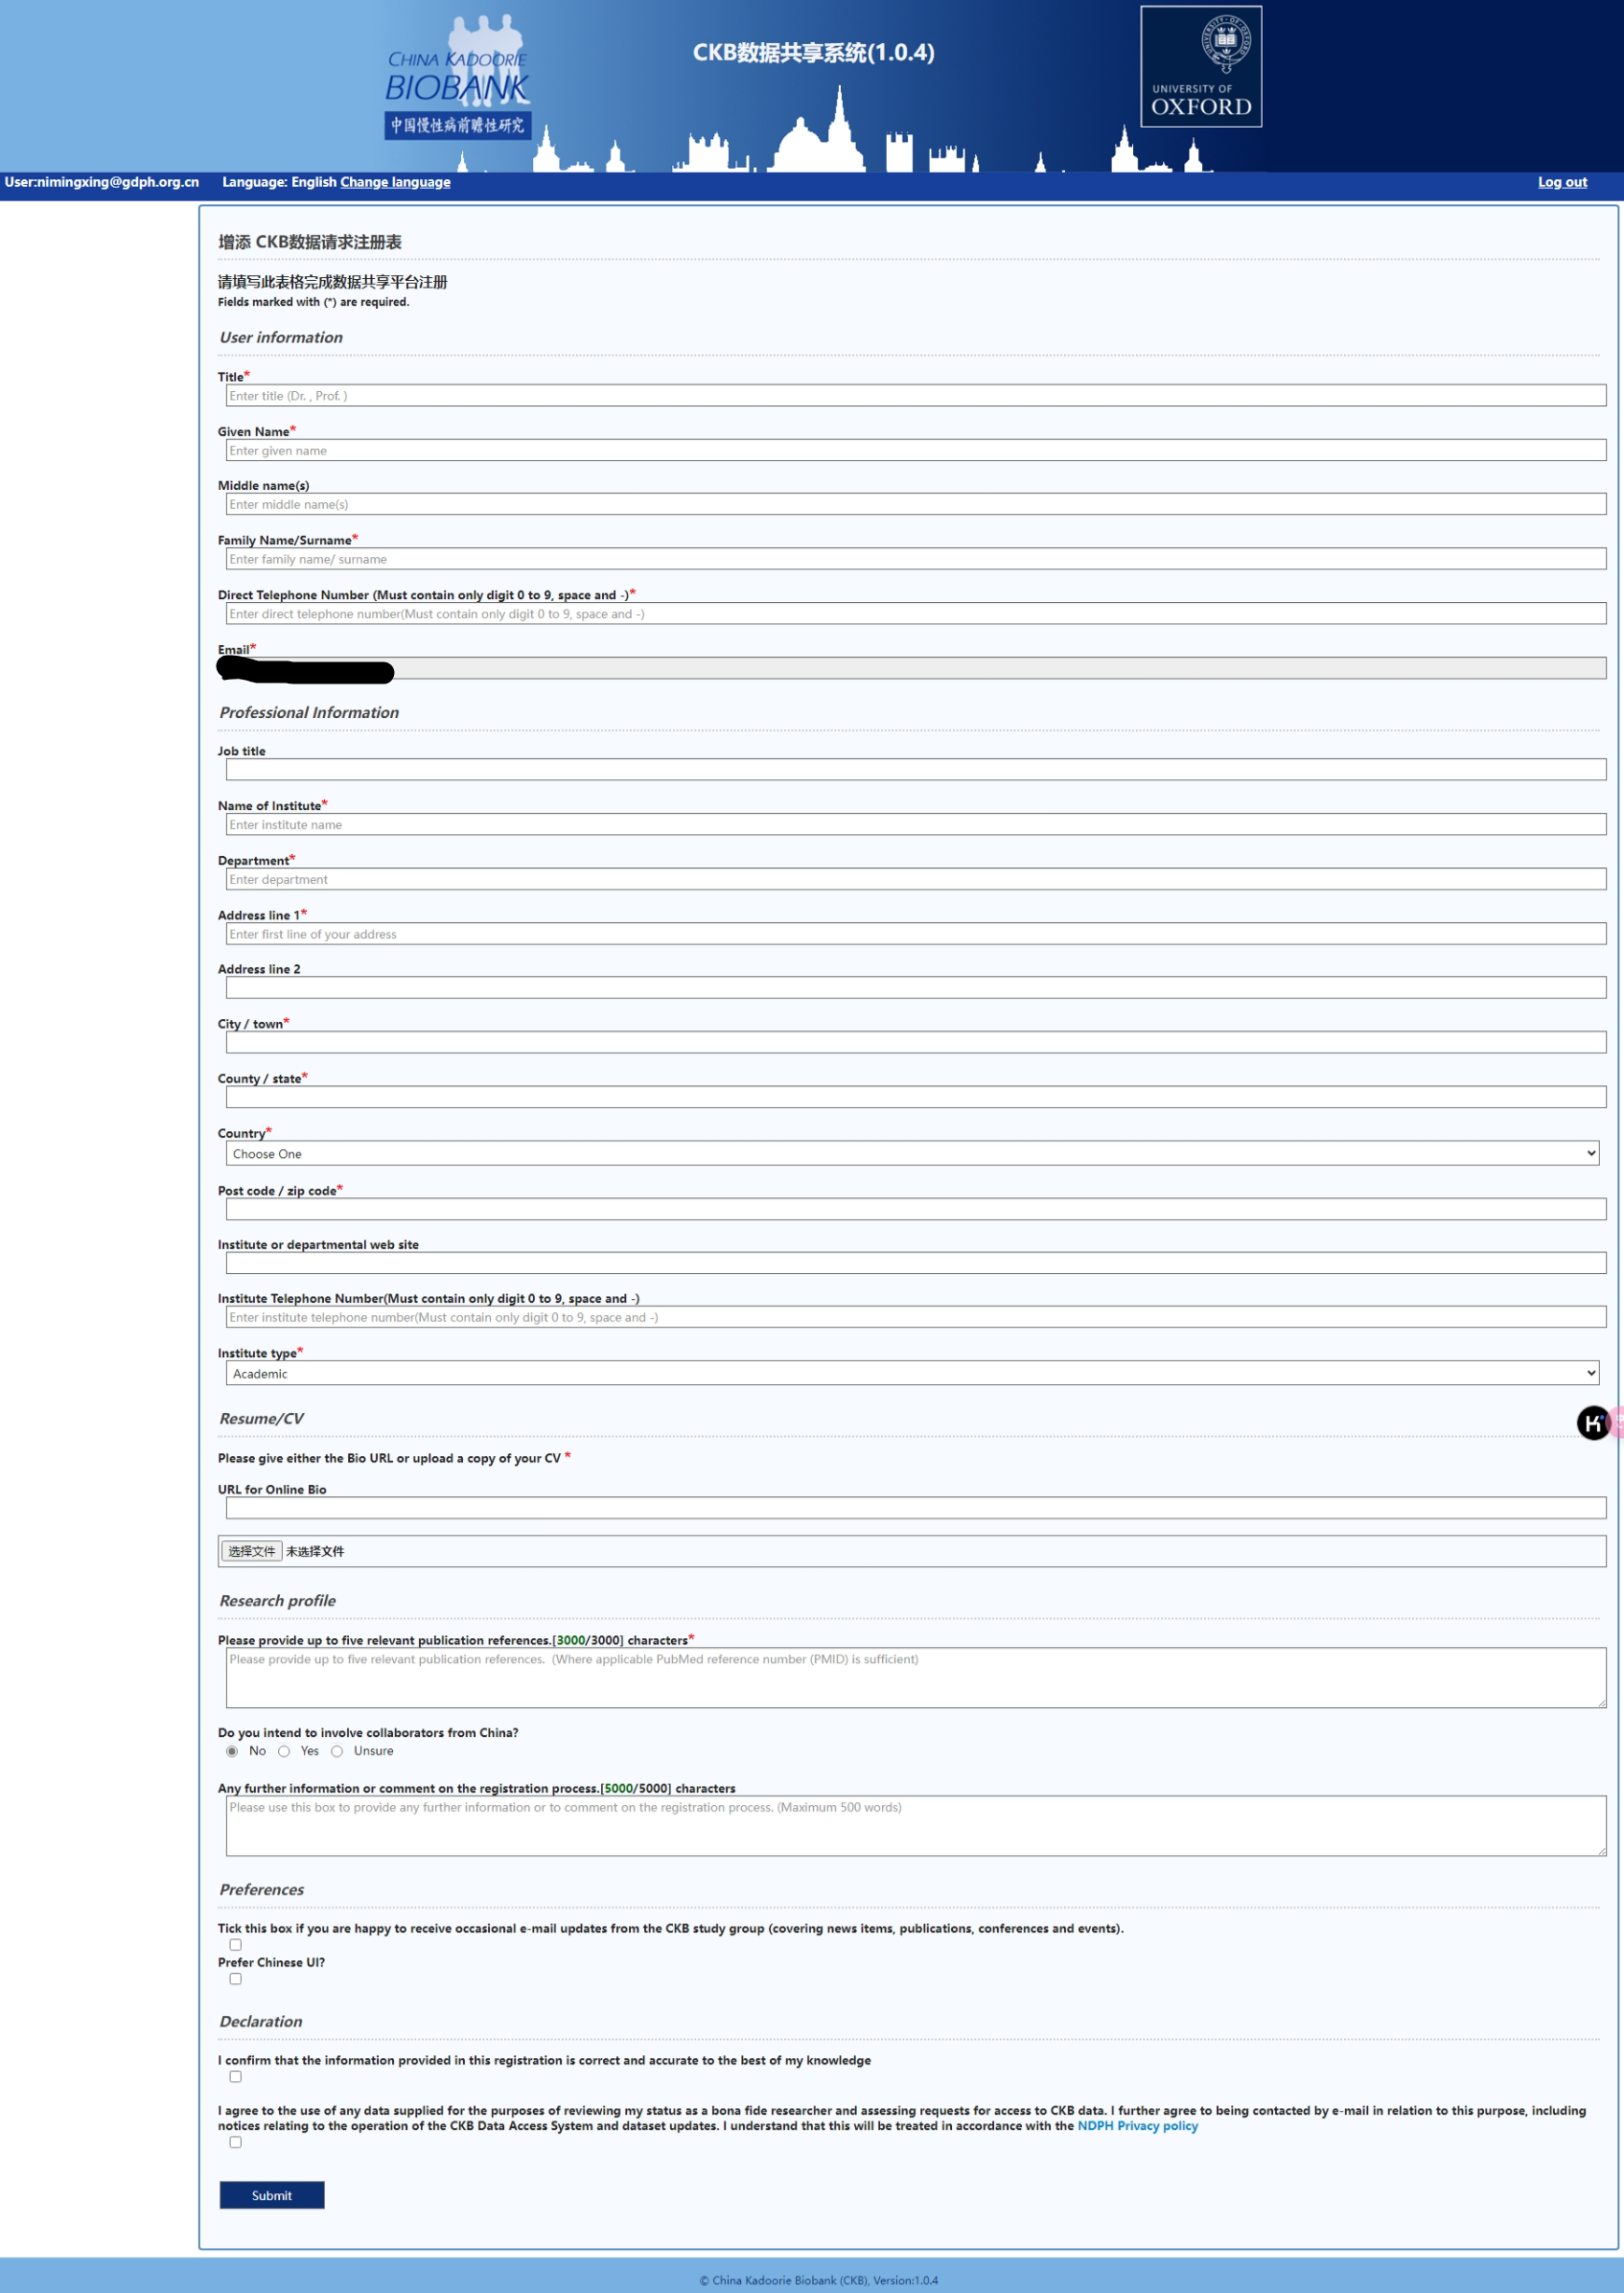 CHINA KADOORIE
BIOBANK
中国慢性病前瞻性研究
CKB数据共享系统(1.0.4)
UNIVERSITY OF
OXFORD
User:nimingxing@gdph.org.cn Language: English Change language Log out
增添 CKB数据请求注册表
请填写此表格完成数据共享平台注册
Fields marked with (*) are required.
User information
Title*
Enter title (Dr. , Prof. )
Given Name*
Enter given name
Middle name(s)
Enter middle name(s)
Family Name/Surname*
Enter family name/ surname
Direct Telephone Number (Must contain only digit 0 to 9, space and -)*
Enter direct telephone number(Must contain only digit 0 to 9, space and -)
Email*
Professional Information
Job title
Name of Institute*
Enter institute name
Department*
Enter department
Address line 1*
Enter first line of your address
Address line 2
City / town*
County / state*
Country*
Choose One
Post code / zip code*
Institute or departmental web site
Institute Telephone Number(Must contain only digit 0 to 9, space and -)
Enter institute telephone number(Must contain only digit 0 to 9, space and -)
Institute type*
Academic
Resume/CV
Please give either the Bio URL or upload a copy of your CV *
URL for Online Bio
选择文件 未选择文件
Research profile
Please provide up to five relevant publication references.[3000/3000] characters*
Please provide up to five relevant publication references. (Where applicable PubMed reference number (PMID) is sufficient)
Do you intend to involve collaborators from China?
No Yes Unsure
Any further information or comment on the registration process.[5000/5000] characters
Please use this box to provide any further information or to comment on the registration process. (Maximum 500 words)
Preferences
Tick this box if you are happy to receive occasional e-mail updates from the CKB study group (covering news items, publications, conferences and events).
Prefer Chinese UI?
Declaration
I confirm that the information provided in this registration is correct and accurate to the best of my knowledge
I agree to the use of any data supplied for the purposes of reviewing my status as a bona fide researcher and assessing requests for access to CKB data. I further agree to being contacted by e-mail in relation to this purpose, including
notices relating to the operation of the CKB Data Access System and dataset updates. I understand that this will be treated in accordance with the NDPH Privacy policy
Submit
© China Kadoorie Biobank (CKB), Version:1.0.4